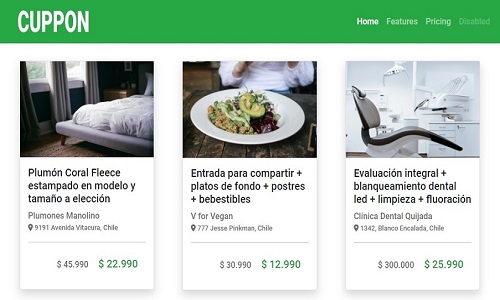 CUPPON
Home Features Pricing Disabled
Plumón Coral Fleece
estampado en modelo y
tamaño a elección
Plumones Manolino
9191 Avenida Vitacura, Chile
$ 45.990 $ 22.990
Entrada para compartir +
platos de fondo + postres
+ bebestibles
V for Vegan
777 Jesse Pinkman, Chile
$ 30.990 $ 12.990
Evaluación integral +
blanqueamiento dental
led + limpieza + fluoración
Clínica Dental Quijada
1342, Blanco Encalada, Chile
$ 300.000 $ 25.990